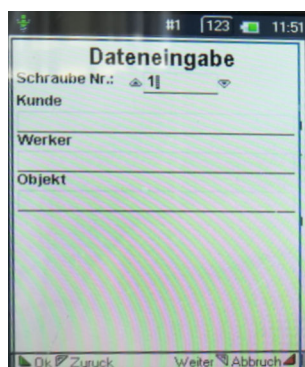 #1 123 11:51
Dateneingabe
Schraube Nr.: 1
Kunde
Werker
Objekt
Ok Zurück Weiter Abbruch